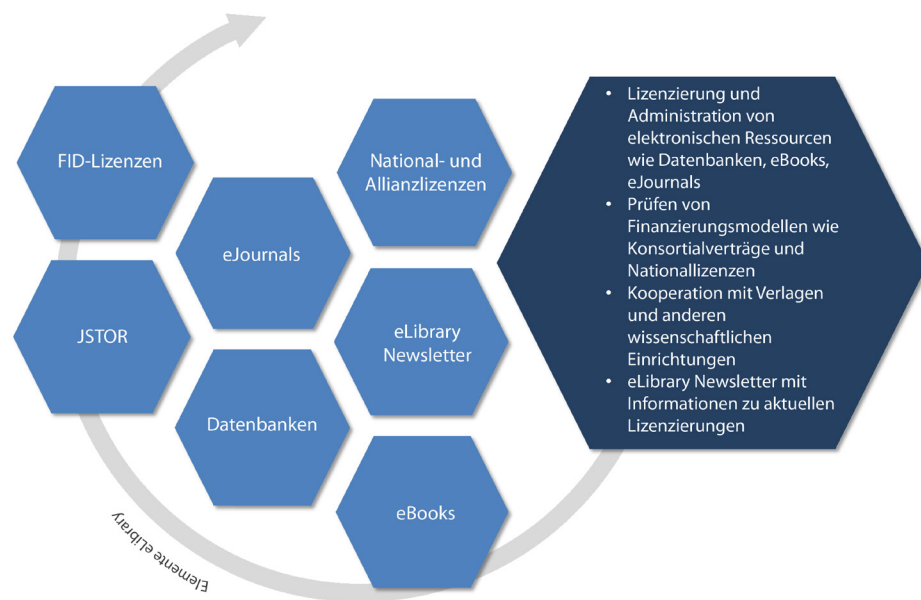 FID-Lizenzen
JSTOR
eJournals
Datenbanken
National- und
Allianzlizenzen
eLibrary
Newsletter
eBooks
• Lizenzierung und
Administration von
elektronischen Ressourcen
wie Datenbanken, eBooks,
eJournals
• Prüfen von
Finanzierungsmodellen wie
Konsortialverträge und
Nationallizenzen
• Kooperation mit Verlagen
und anderen
wissenschaftlichen
Einrichtungen
• eLibrary Newsletter mit
Informationen zu aktuellen
Lizenzierungen
Elemente eLibrary